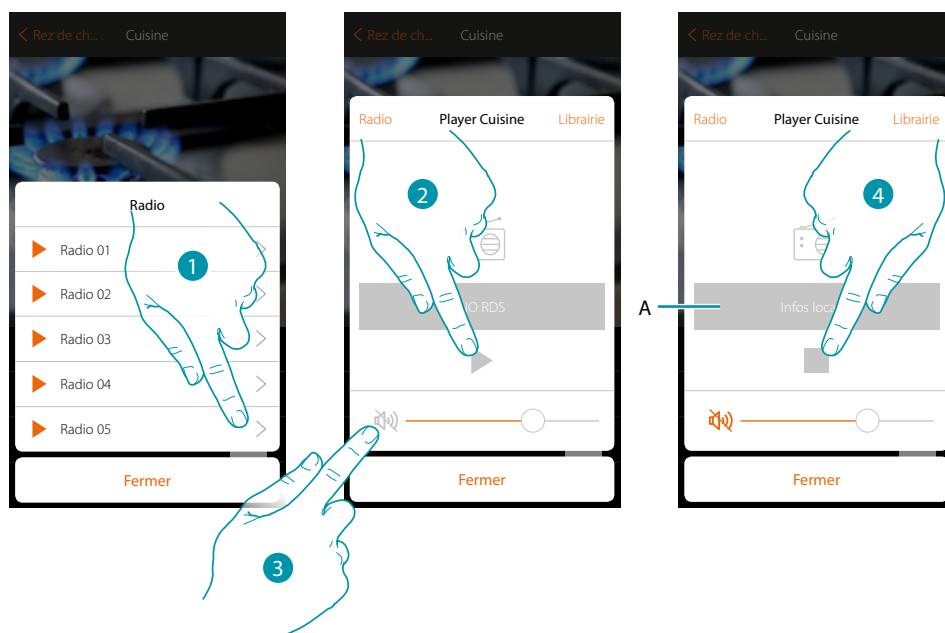 Rez de ch... Cuisine
Radio
Radio 01
Radio 02
Radio 03
Radio 04
Radio 05
Fermer
1
Rez de ch... Cuisine
Radio Player Cuisine Librairie
2
RDS
Fermer
3
Rez de ch... Cuisine
Radio Player Cuisine Librairie
4
A
Infos
Fermer